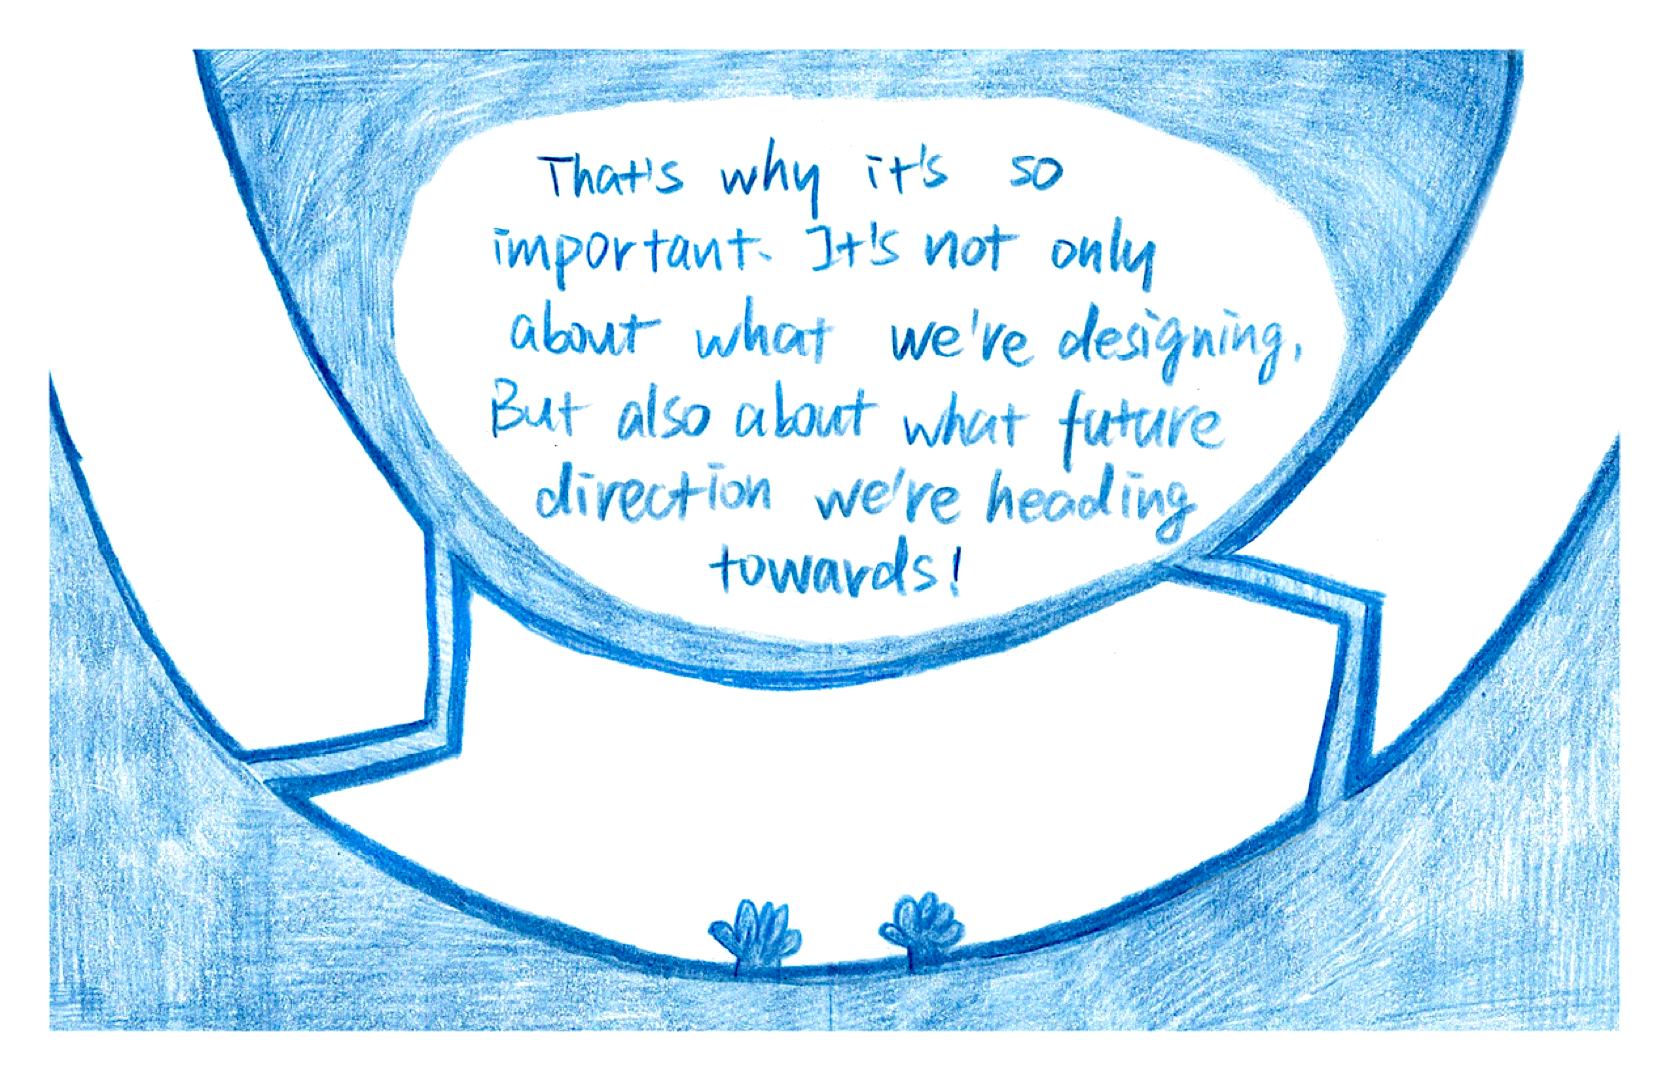 That's why it's so
important. It's not only
about what we're designing,
But also about what future
direction we're heading
towards!